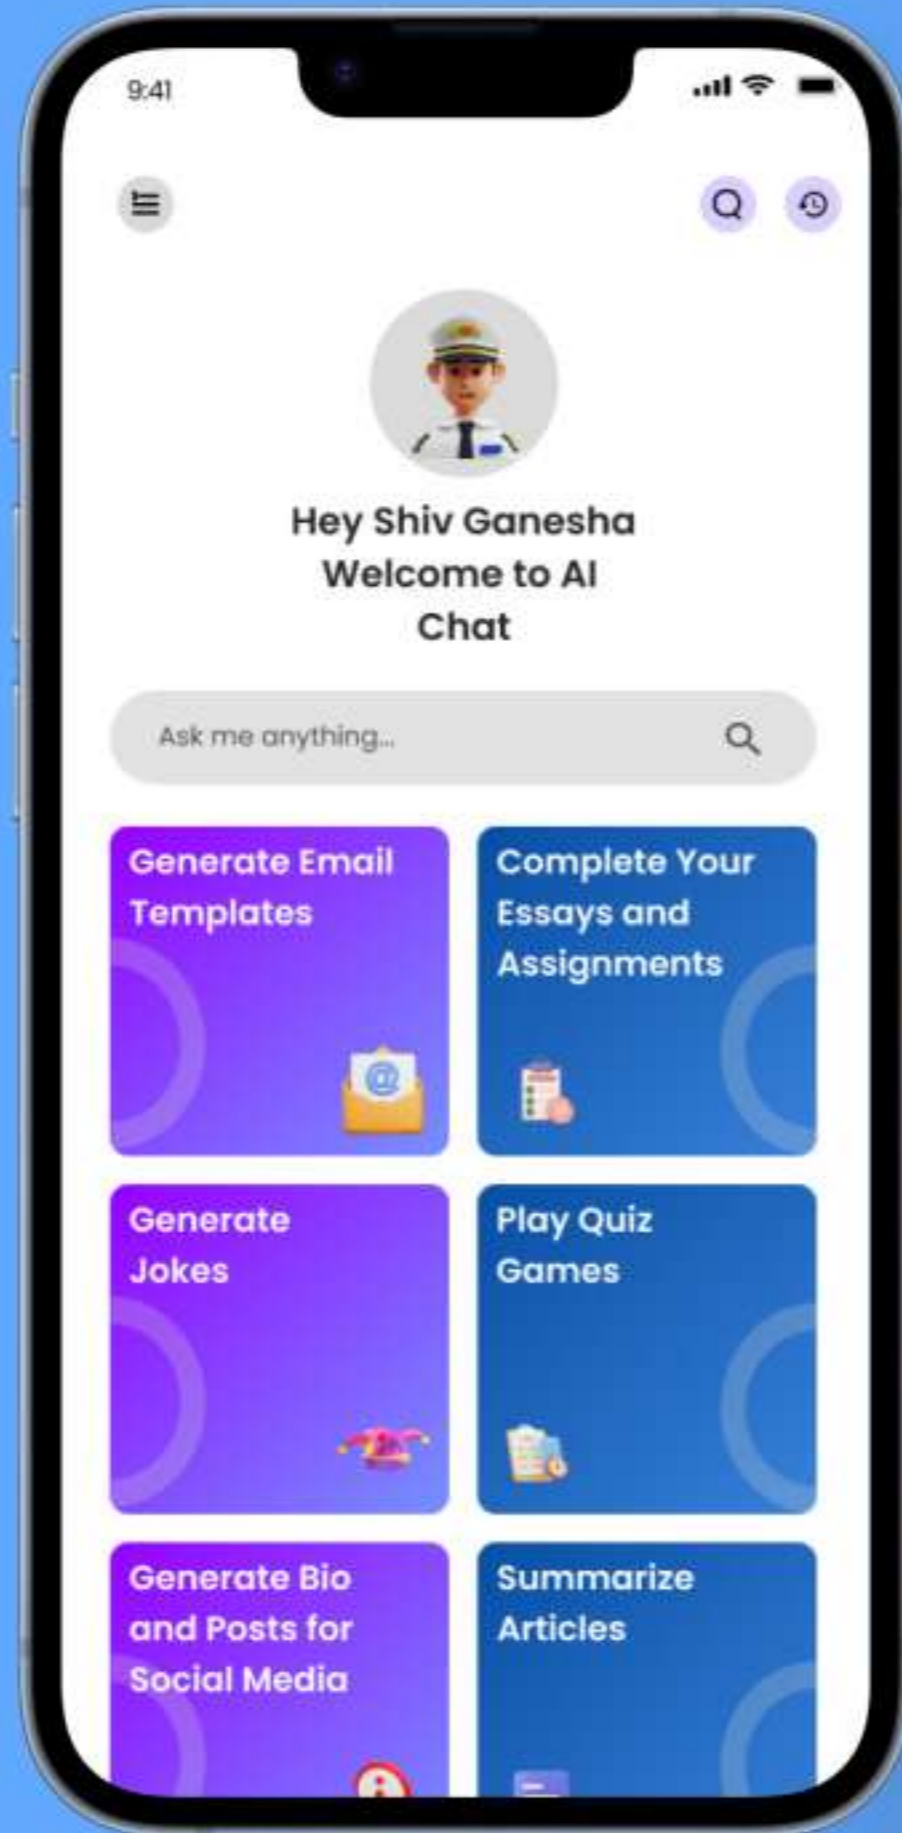 9:41
Hey Shiv Ganesha
Welcome to AI
Chat
Ask me anything...
Generate Email
Templates
Complete Your
Essays and
Assignments
@
Generate
Jokes
Play Quiz
Games
Generate Bio
and Posts for
Social Media
Summarize
Articles